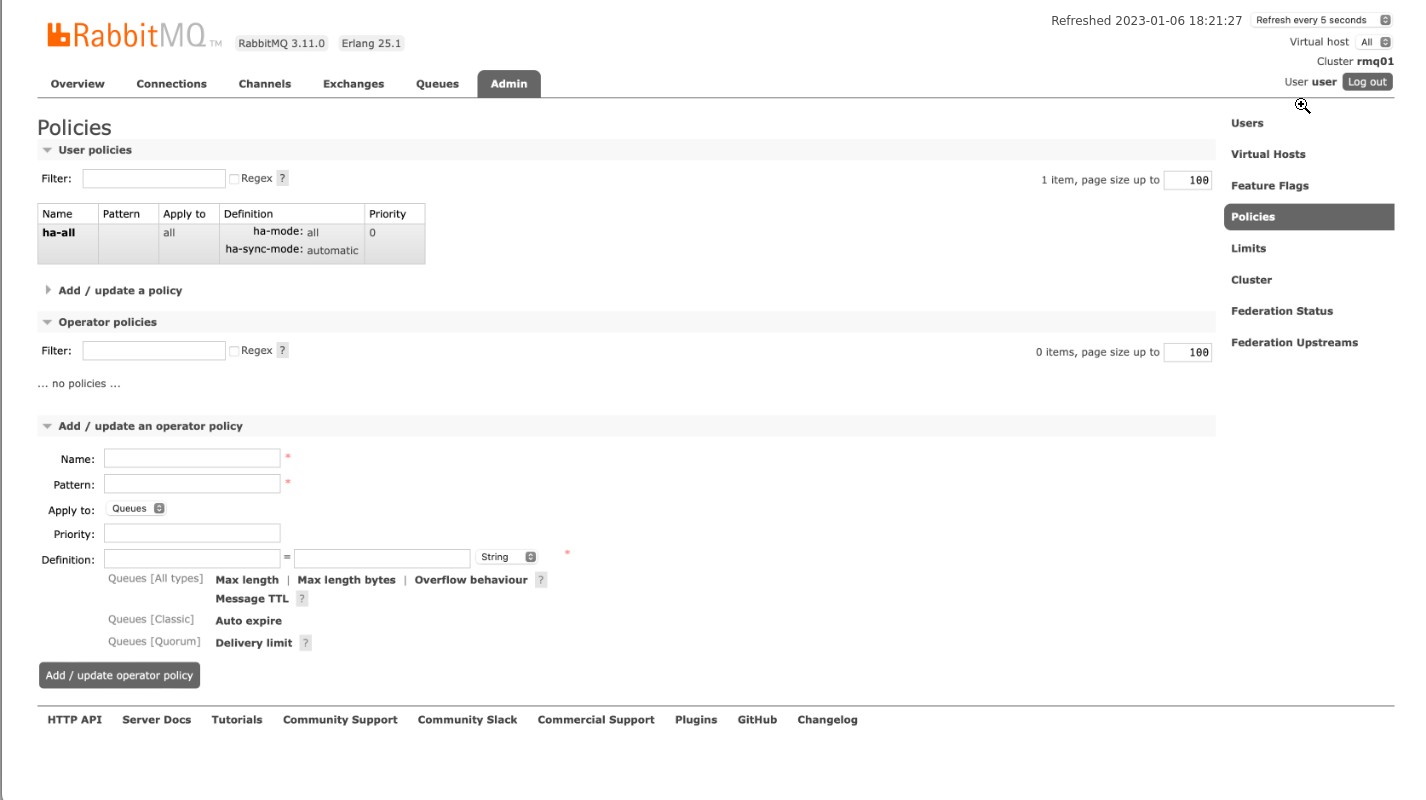 Refreshed 2023-01-06 18:21:27 Refresh every 5 seconds
RabbitMQ TM RabbitMQ 3.11.0 Erlang 25.1
Virtual host All
Cluster rmq01
User user Log out
Overview Connections Channels Exchanges Queues Admin
Policies
User policies
Filter: Regex ? 1 item, page size up to 100
Name Pattern Apply to Definition Priority
ha-all all ha-mode: all 0
ha-sync-mode: automatic
Add / update a policy
Operator policies
Filter: Regex ? 0 items, page size up to 100
... no policies ...
Add / update an operator policy
Name: *
Pattern: *
Apply to: Queues
Priority:
Definition: = String *
Queues [All types] Max length | Max length bytes | Overflow behaviour ?
Message TTL ?
Queues [Classic] Auto expire
Queues [Quorum] Delivery limit ?
Add / update operator policy
Users
Virtual Hosts
Feature Flags
Policies
Limits
Cluster
Federation Status
Federation Upstreams
HTTP API Server Docs Tutorials Community Support Community Slack Commercial Support Plugins GitHub Changelog